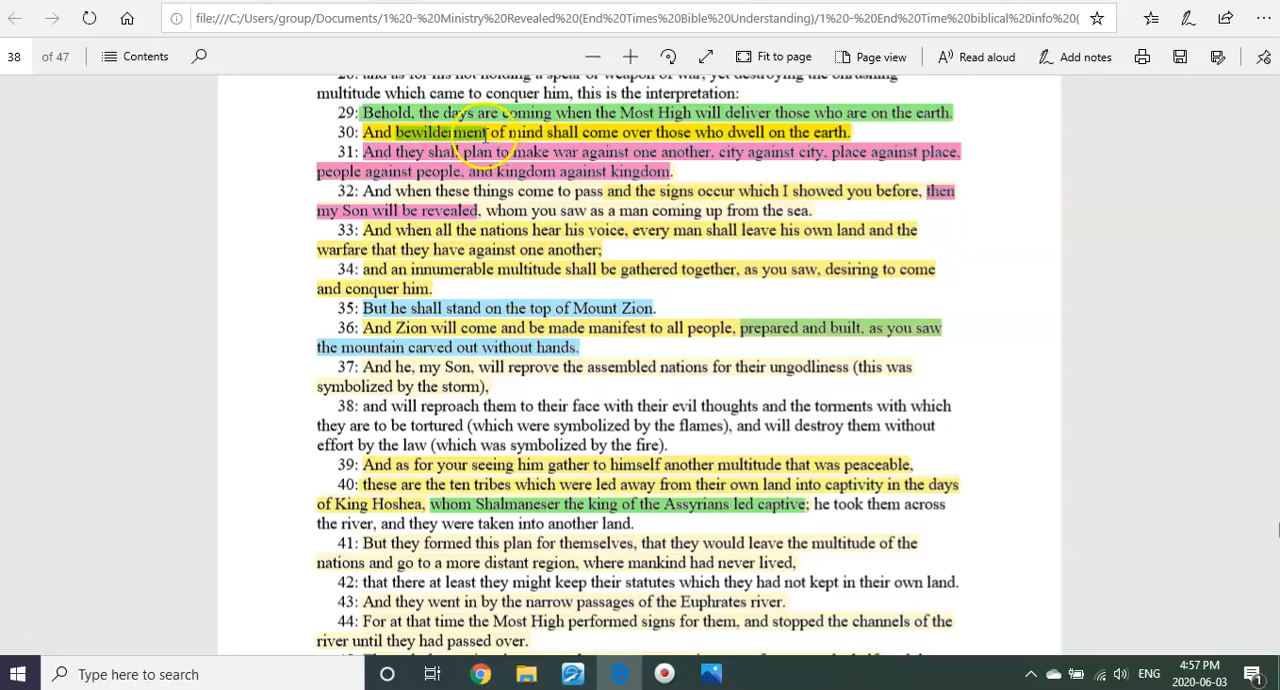 file:///C:/Users/group/Documents/1%20-%20Ministry%20Revealed%20(End%20Times%20Bible%20Understanding)/1%20-%20End%20Time%20biblical%20info%20(
38 of 47 Contents Fit to page Page view Read aloud Add notes
28: and as for his not holding a spear or weapon of war, yet destroying the onrushing
multitude which came to conquer him, this is the interpretation:
29: Behold, the days are coming when the Most High will deliver those who are on the earth.
30: And bewilderment of mind shall come over those who dwell on the earth.
31: And they shall plan to make war against one another, city against city, place against place,
people against people, and kingdom against kingdom.
32: And when these things come to pass and the signs occur which I showed you before, then
my Son will be revealed, whom you saw as a man coming up from the sea.
33: And when all the nations hear his voice, every man shall leave his own land and the
warfare that they have against one another;
34: and an innumerable multitude shall be gathered together, as you saw, desiring to come
and conquer him.
35: But he shall stand on the top of Mount Zion.
36: And Zion will come and be made manifest to all people, prepared and built, as you saw
the mountain carved out without hands.
37: And he, my Son, will reprove the assembled nations for their ungodliness (this was
symbolized by the storm),
38: and will reproach them to their face with their evil thoughts and the torments with which
they are to be tortured (which were symbolized by the flames), and will destroy them without
effort by the law (which was symbolized by the fire).
39: And as for your seeing him gather to himself another multitude that was peaceable,
40: these are the ten tribes which were led away from their own land into captivity in the days
of King Hoshea, whom Shalmaneser the king of the Assyrians led captive; he took them across
the river, and they were taken into another land.
41: But they formed this plan for themselves, that they would leave the multitude of the
nations and go to a more distant region, where mankind had never lived,
42: that there at least they might keep their statutes which they had not kept in their own land.
43: And they went in by the narrow passages of the Euphrates river.
44: For at that time the Most High performed signs for them, and stopped the channels of the
river until they had passed over.
Type here to search
ENG
4:57 PM
2020-06-03
1